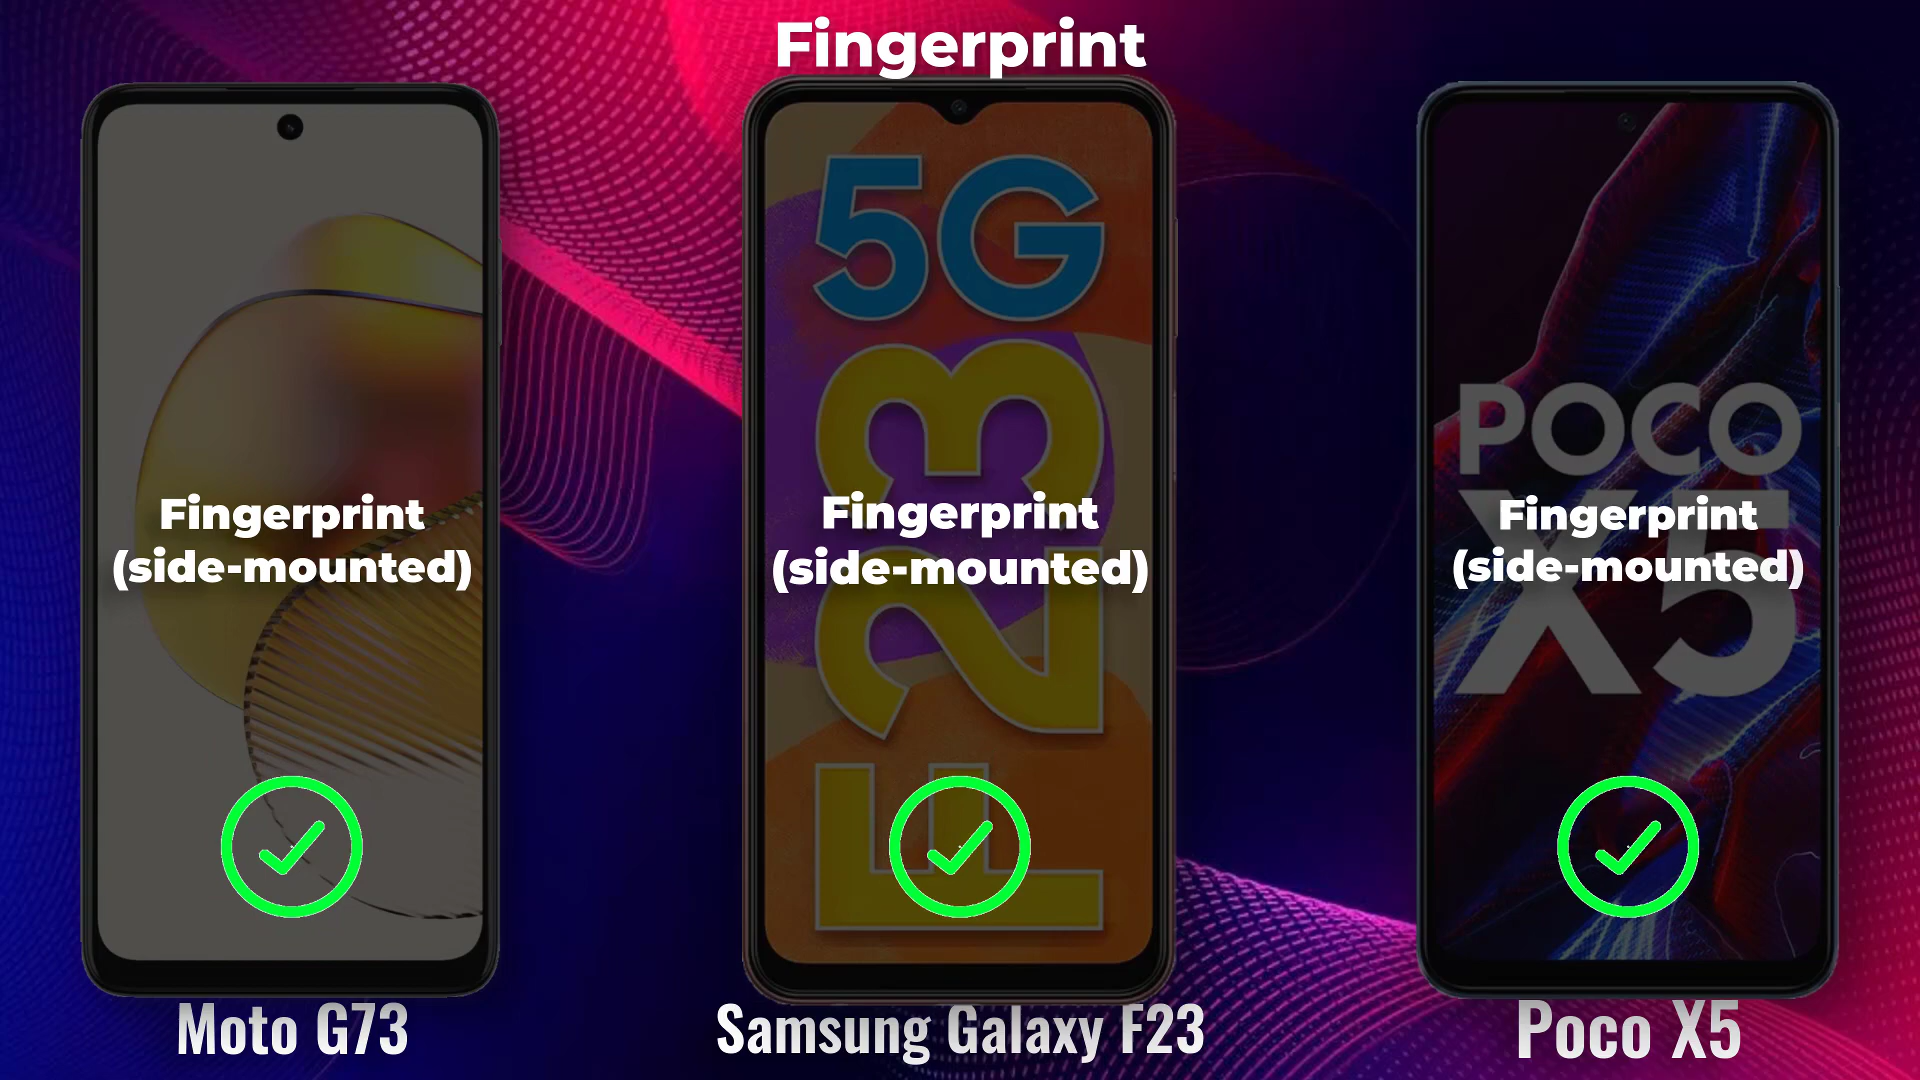 Fingerprint
5G
F23
POCO
X5
Fingerprint
(side-mounted)
Fingerprint
(side-mounted)
Fingerprint
(side-mounted)
Moto G73
Samsung Galaxy F23
Poco X5